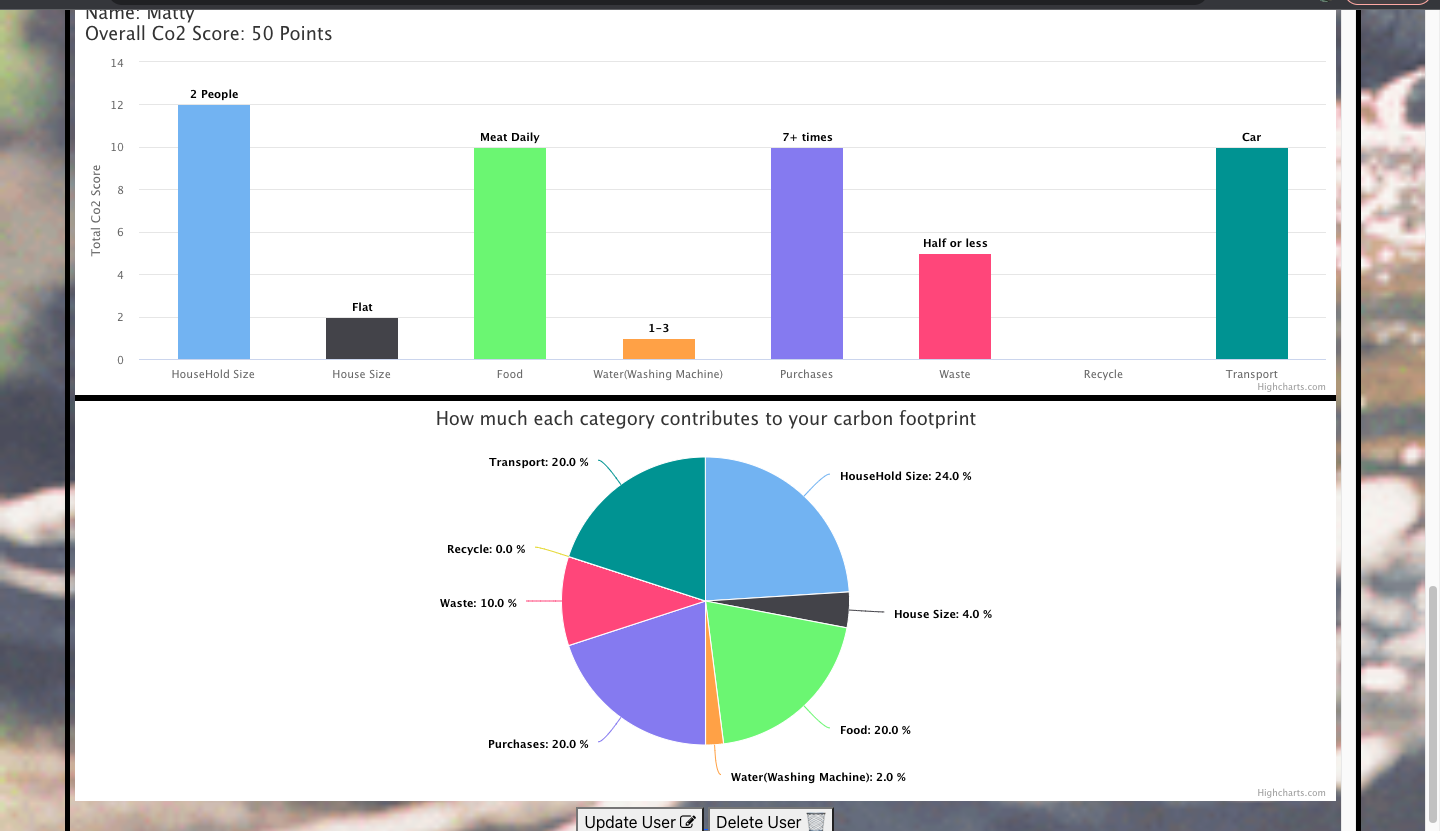 Name: Matty
Overall Co2 Score: 50 Points
14
12
10
8
6
4
2
0
Total Co2 Score
2 People
Flat
Meat Daily
1-3
7+ times
Half or less
Car
HouseHold Size
House Size
Food
Water(Washing Machine)
Purchases
Waste
Recycle
Transport
Highcharts.com
How much each category contributes to your carbon footprint
Transport: 20.0 %
HouseHold Size: 24.0 %
Recycle: 0.0 %
Waste: 10.0 %
House Size: 4.0 %
Food: 20.0 %
Purchases: 20.0 %
Water(Washing Machine): 2.0 %
Highcharts.com
Update User
Delete User